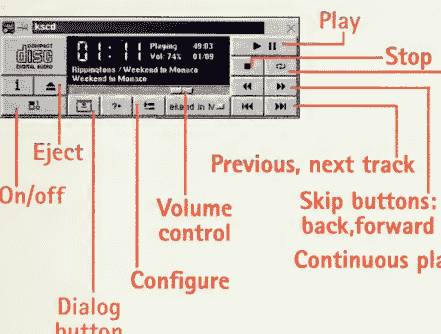 kscd
Play
COMPACT
disc
DIGITAL AUDIO
01:11 Playing 49:03
Vol: 74% 01/09
Rippingtons / Weekend in Monaco
Weekend in Monaco
Stop
ekend in M
Eject
Previous, next track
On/off
Volume
control
Skip buttons:
back,forward
Continuous pla
Configure
Dialog
button